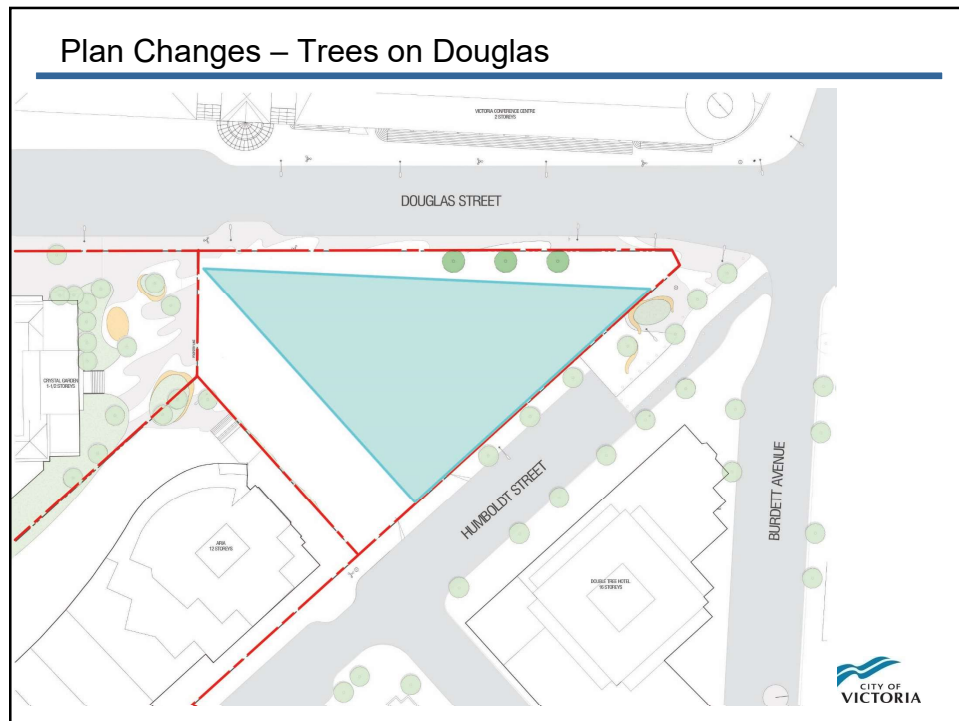 Plan Changes – Trees on Douglas
VICTORIA CONFERENCE CENTRE
2 STOREYS
DOUGLAS STREET
CRYSTAL GARDEN
1-1/2 STOREYS
HUMBOLDT STREET
BURDETT AVENUE
ARIA
12 STOREYS
DOUBLE TREE HOTEL
16 STOREYS
CITY OF
VICTORIA